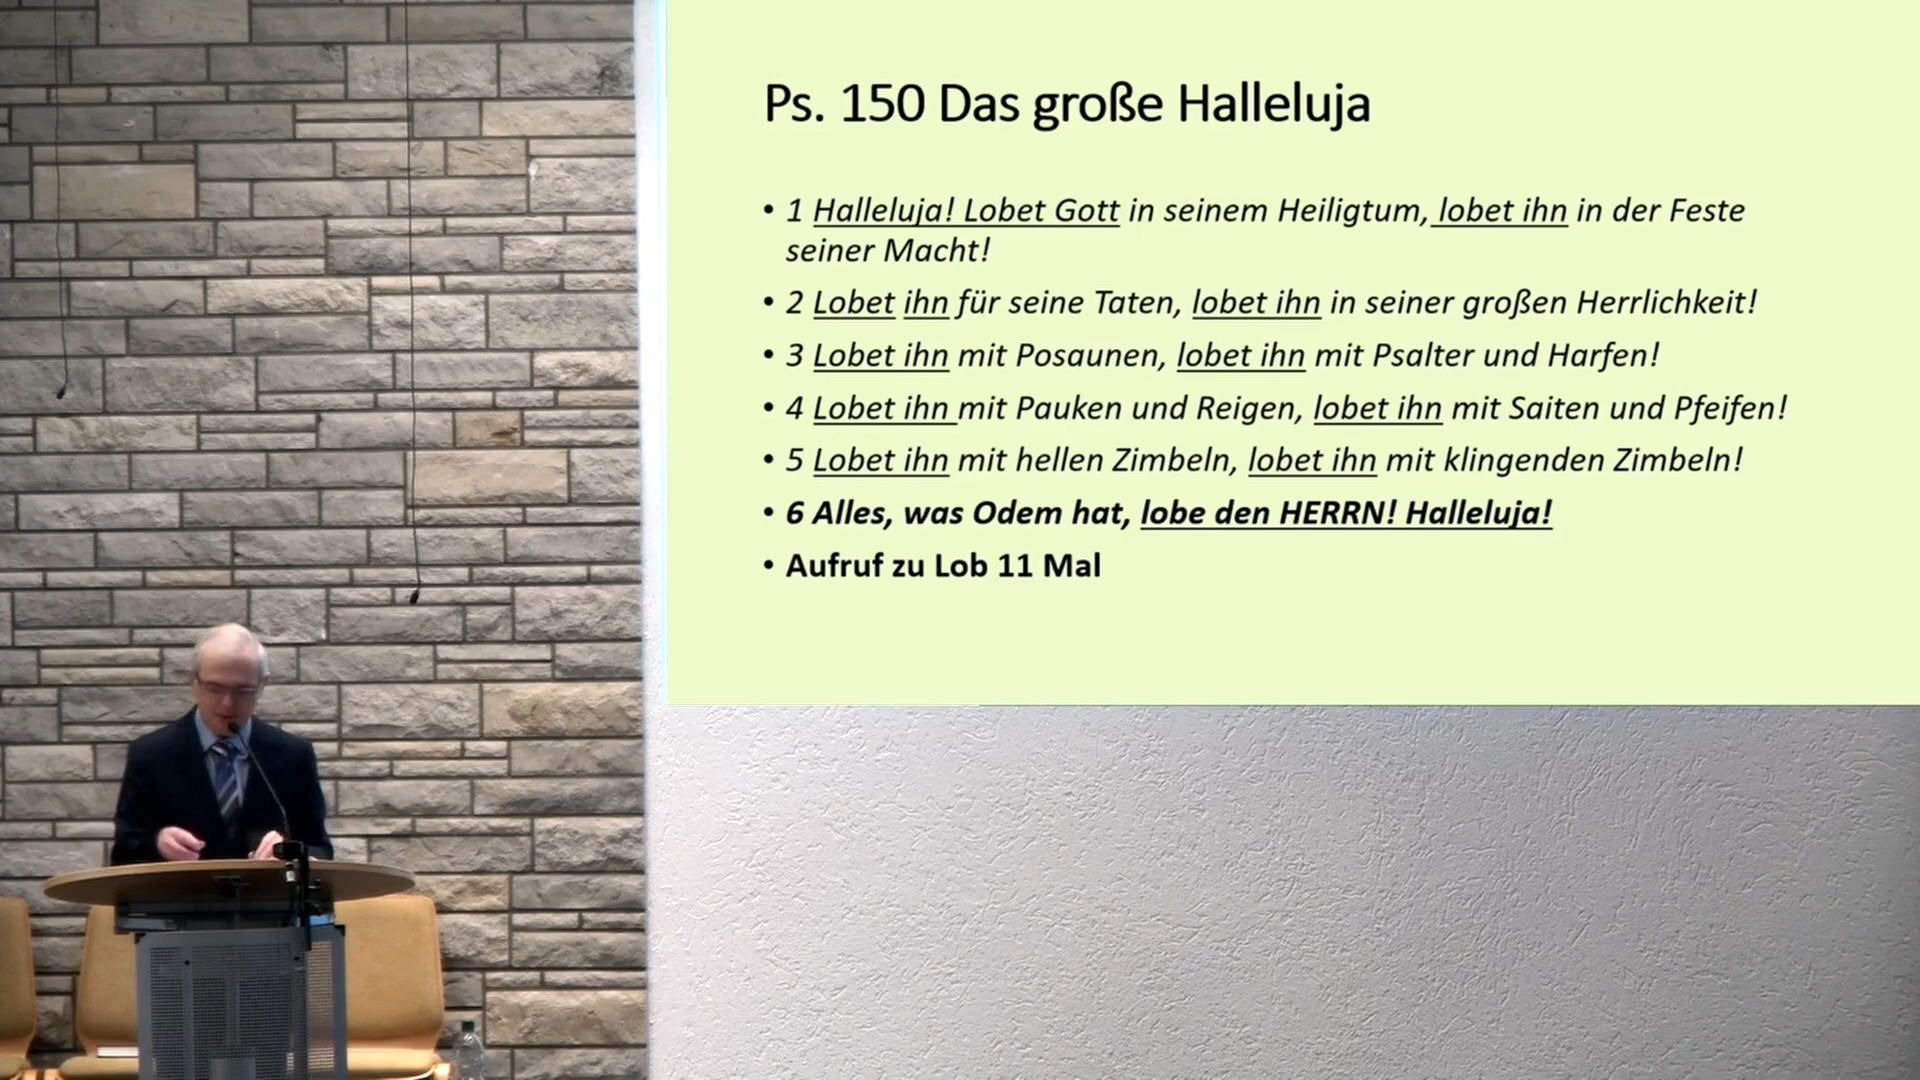 Ps. 150 Das große Halleluja
• 1 Halleluja! Lobet Gott in seinem Heiligtum, lobet ihn in der Feste
seiner Macht!
• 2 Lobet ihn für seine Taten, lobet ihn in seiner großen Herrlichkeit!
• 3 Lobet ihn mit Posaunen, lobet ihn mit Psalter und Harfen!
• 4 Lobet ihn mit Pauken und Reigen, lobet ihn mit Saiten und Pfeifen!
• 5 Lobet ihn mit hellen Zimbeln, lobet ihn mit klingenden Zimbeln!
• 6 Alles, was Odem hat, lobe den HERRN! Halleluja!
• Aufruf zu Lob 11 Mal